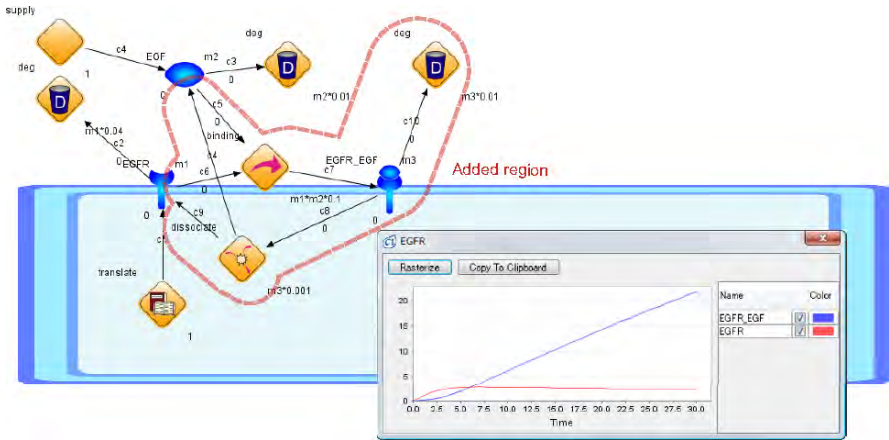 supply
c4
EGF
m2
c3
deg
deg
deg
1
0
0
D
D
D
m2*0.01
m3*0.01
c5
0
c10
0
m1*0.04
c2
0
binding
EGFR
m1
c6
0
c7
EGFR_EGF
m3
Added region
m1*m2*0.1
c8
0
0
0
c9
dissociate
translate
m3*0.001
1
EGFR
Rasterize
Copy To Clipboard
Name
Color
EGFR_EGF
EGFR
20
15
10
5
0
0.0 2.5 5.0 7.5 10.0 12.5 15.0 17.5 20.0 22.5 25.0 27.5 30.0
Time